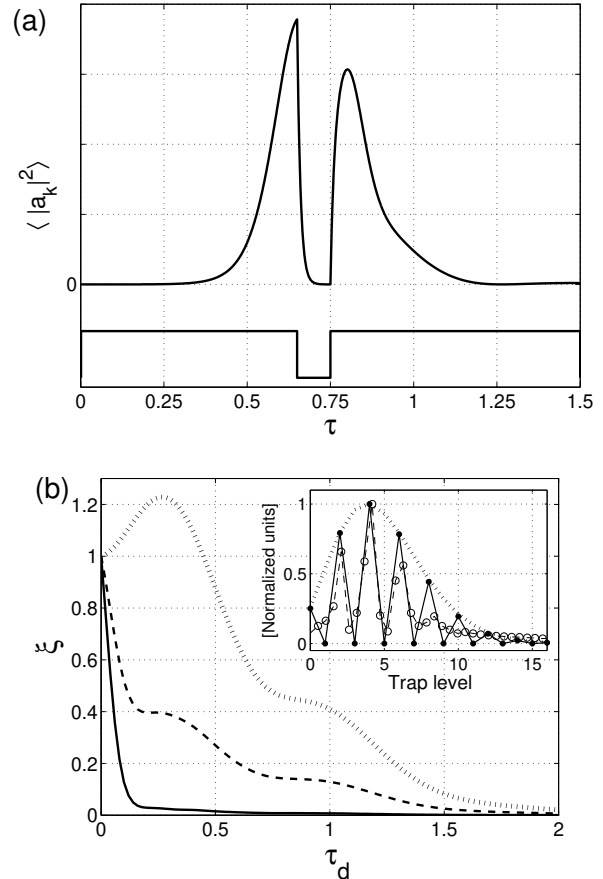 (a)
⟨ |a_k|^2 ⟩
0
0 0.25 0.5 0.75 1 1.25 1.5
τ
(b)
ξ
1.2
1
0.8
0.6
0.4
0.2
0
0 0.5 1 1.5 2
τ_d
[Normalized units]
1
0.5
0
0 5 10 15
Trap level